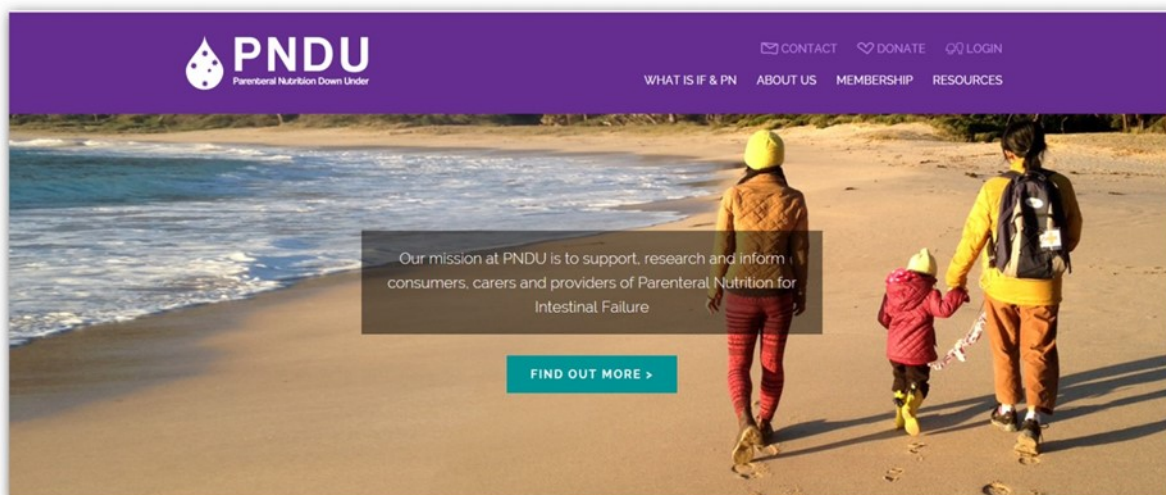 PNDU
Parenteral Nutrition Down Under
CONTACT DONATE LOGIN
WHAT IS IF & PN ABOUT US MEMBERSHIP RESOURCES
Our mission at PNDU is to support, research and inform
consumers, carers and providers of Parenteral Nutrition for
Intestinal Failure
FIND OUT MORE >